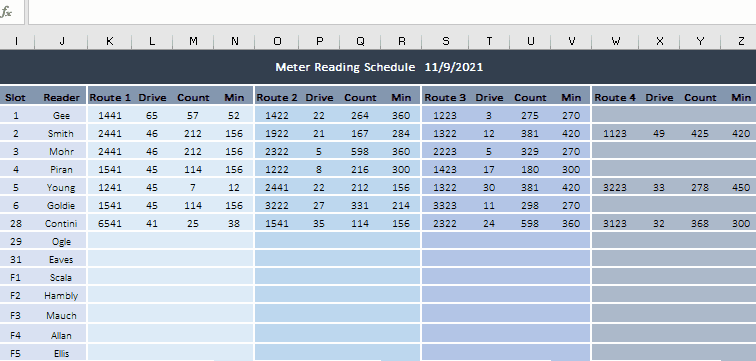 fx
I J K L M N O P Q R S T U V W X Y Z
Meter Reading Schedule 11/9/2021
Slot Reader Route 1 Drive Count Min Route 2 Drive Count Min Route 3 Drive Count Min Route 4 Drive Count Min
1 Gee 1441 65 57 52 1422 22 264 360 1223 3 275 270
2 Smith 2441 46 212 156 1922 21 167 284 1322 12 381 420 1123 49 425 420
3 Mohr 2441 46 212 156 2322 5 598 360 2223 5 329 270
4 Piran 1541 45 114 156 1222 8 216 300 1423 17 180 300
5 Young 1241 45 7 12 2441 22 212 156 1322 30 381 420 3223 33 278 450
6 Goldie 1541 45 114 156 3222 27 331 214 3323 11 298 270
28 Contini 6541 41 25 38 1541 35 114 156 2322 24 598 360 3123 32 368 300
29 Ogle
31 Eaves
F1 Scala
F2 Hambly
F3 Mauch
F4 Allan
F5 Ellis